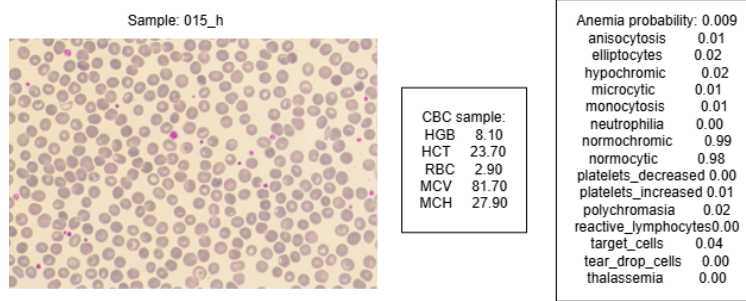 Sample: 015_h
CBC sample:
HGB 8.10
HCT 23.70
RBC 2.90
MCV 81.70
MCH 27.90
Anemia probability: 0.009
anisocytosis 0.01
elliptocytes 0.02
hypochromic 0.02
microcytic 0.01
monocytosis 0.01
neutrophilia 0.00
normochromic 0.99
normocytic 0.98
platelets_decreased 0.00
platelets_increased 0.01
polychromasia 0.02
reactive_lymphocytes0.00
target_cells 0.04
tear_drop_cells 0.00
thalassemia 0.00